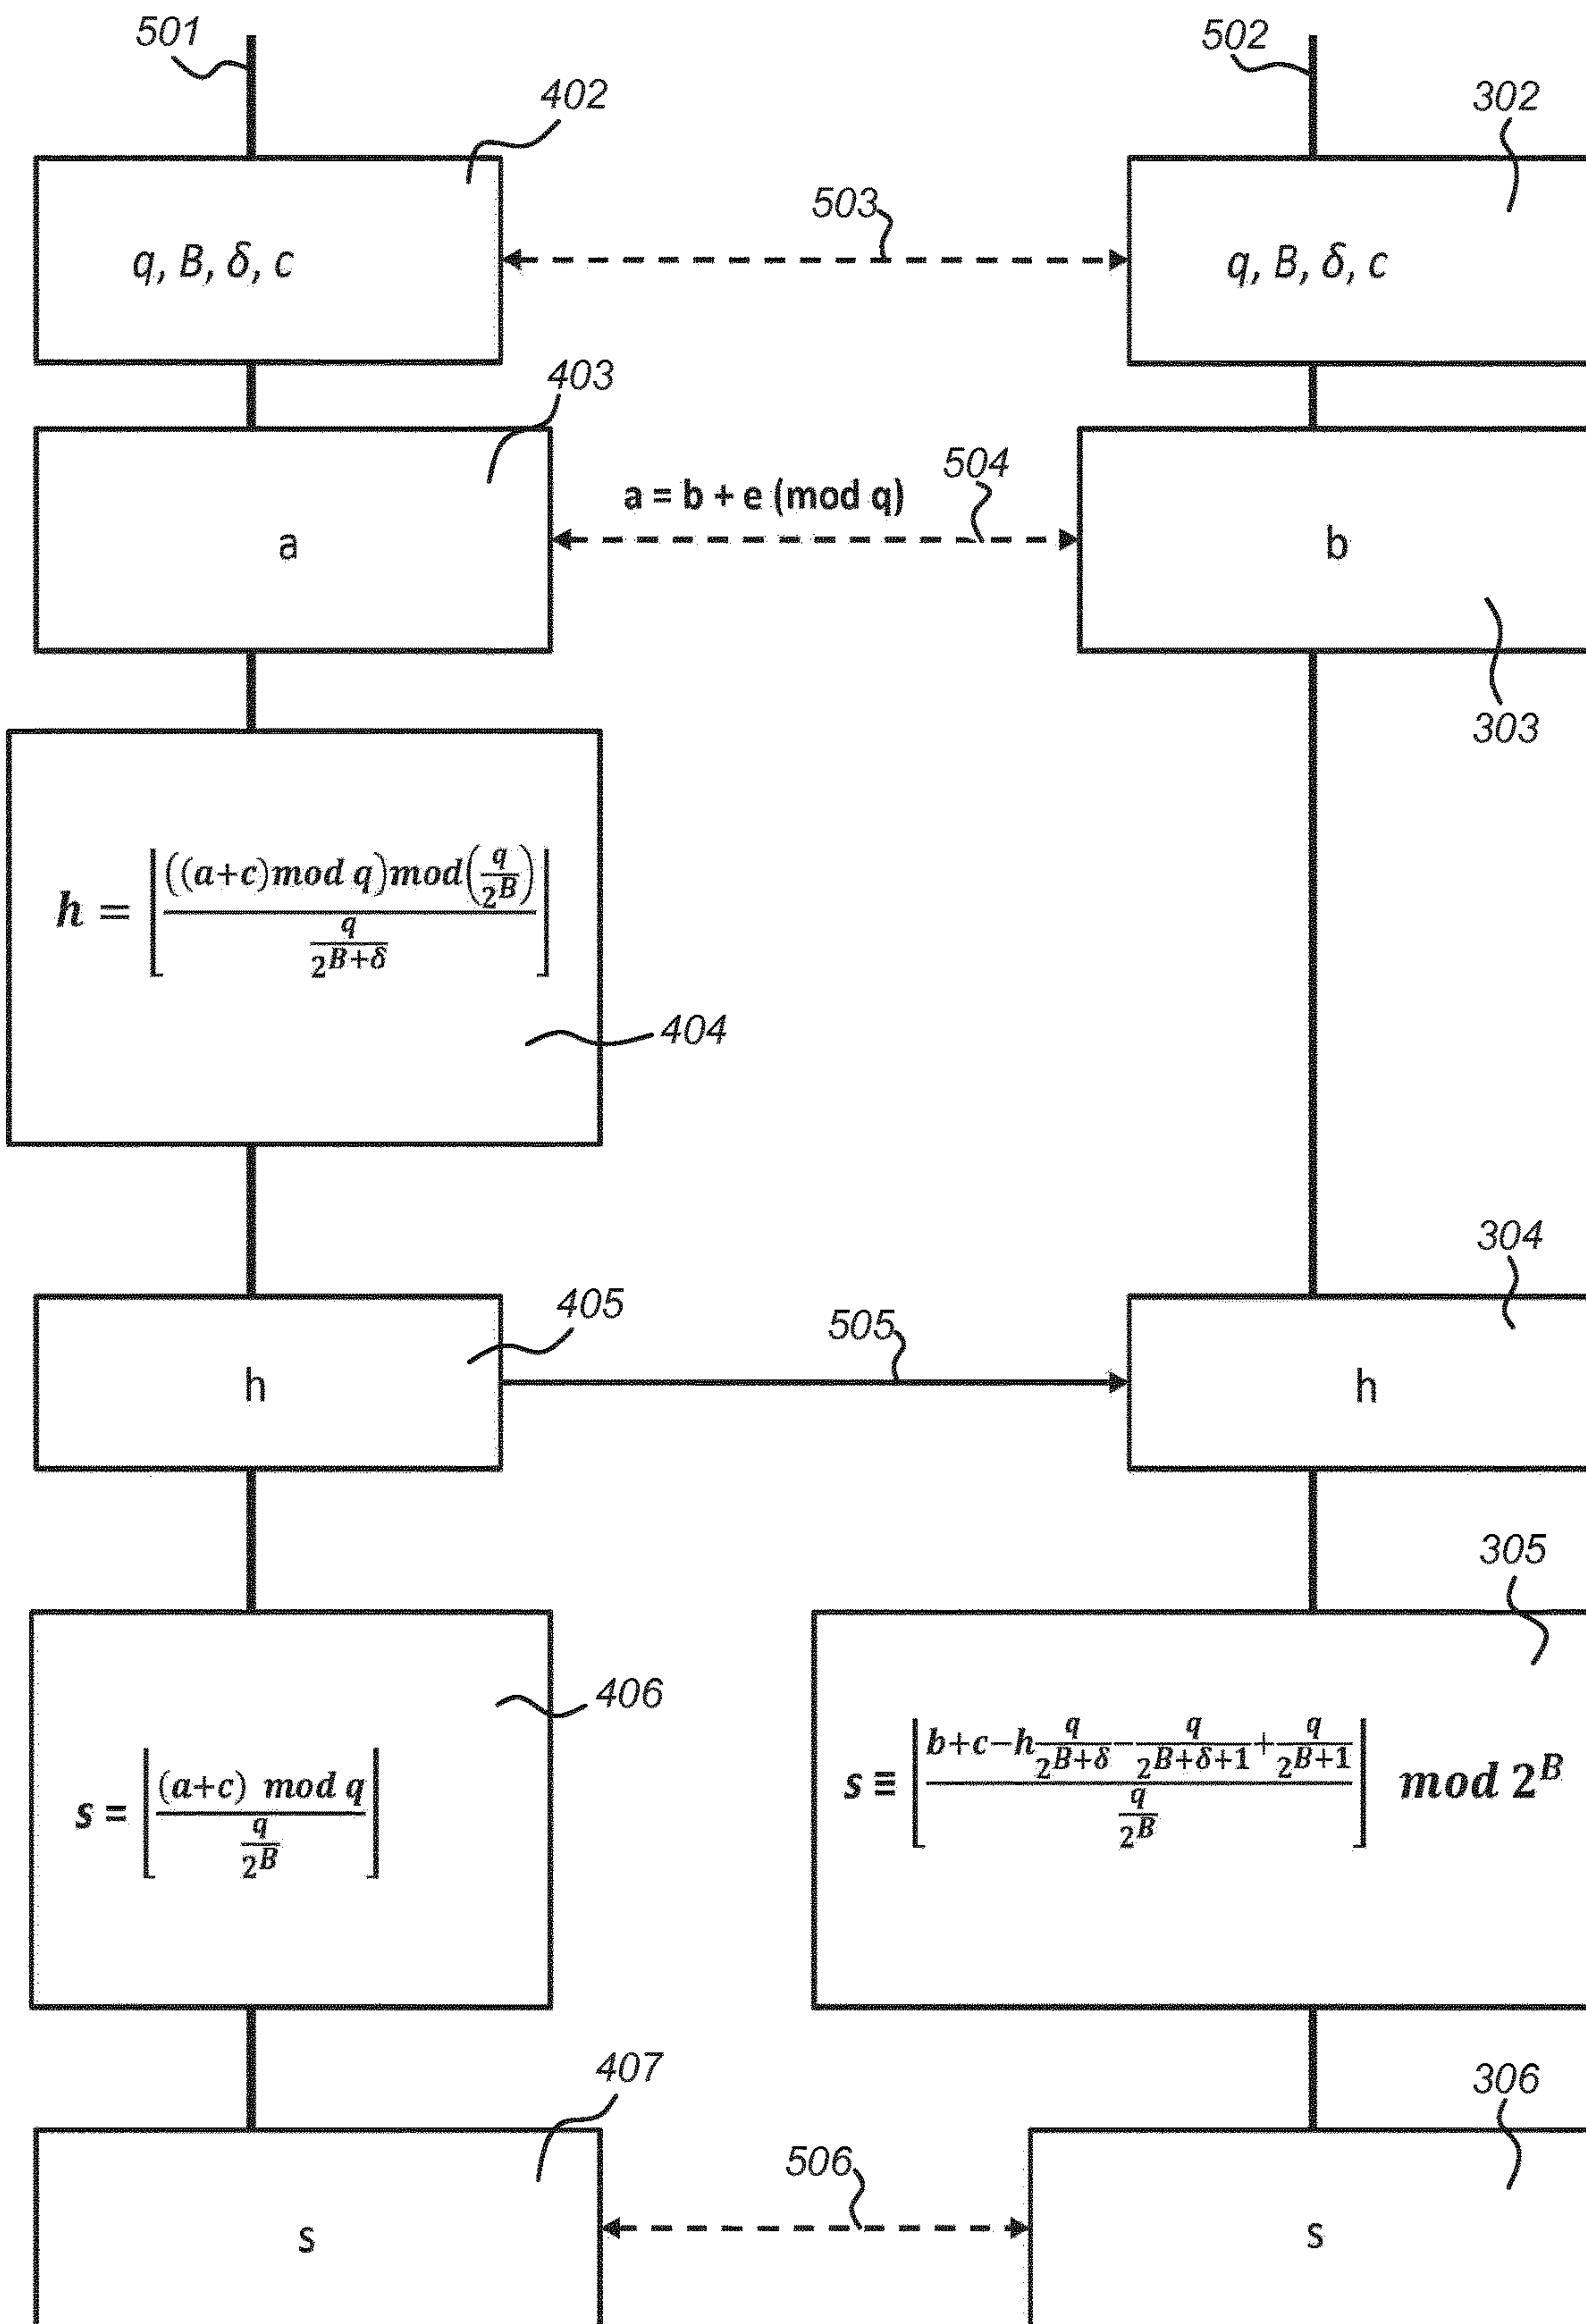 501
502
402
302
503
q, B, δ, c
q, B, δ, c
403
504
a = b + e (mod q)
a
b
303
h = ⌊(((a+c)mod q)mod(q/2^B))/(q/2^(B+δ))⌋
404
304
405
505
h
h
305
406
s = ⌊((a+c) mod q)/(q/2^B)⌋
s ≡ ⌊(b+c−h q/2^(B+δ) − q/2^(B+δ+1) + q/2^(B+1))/(q/2^B)⌋ mod 2^B
407
306
506
s
s